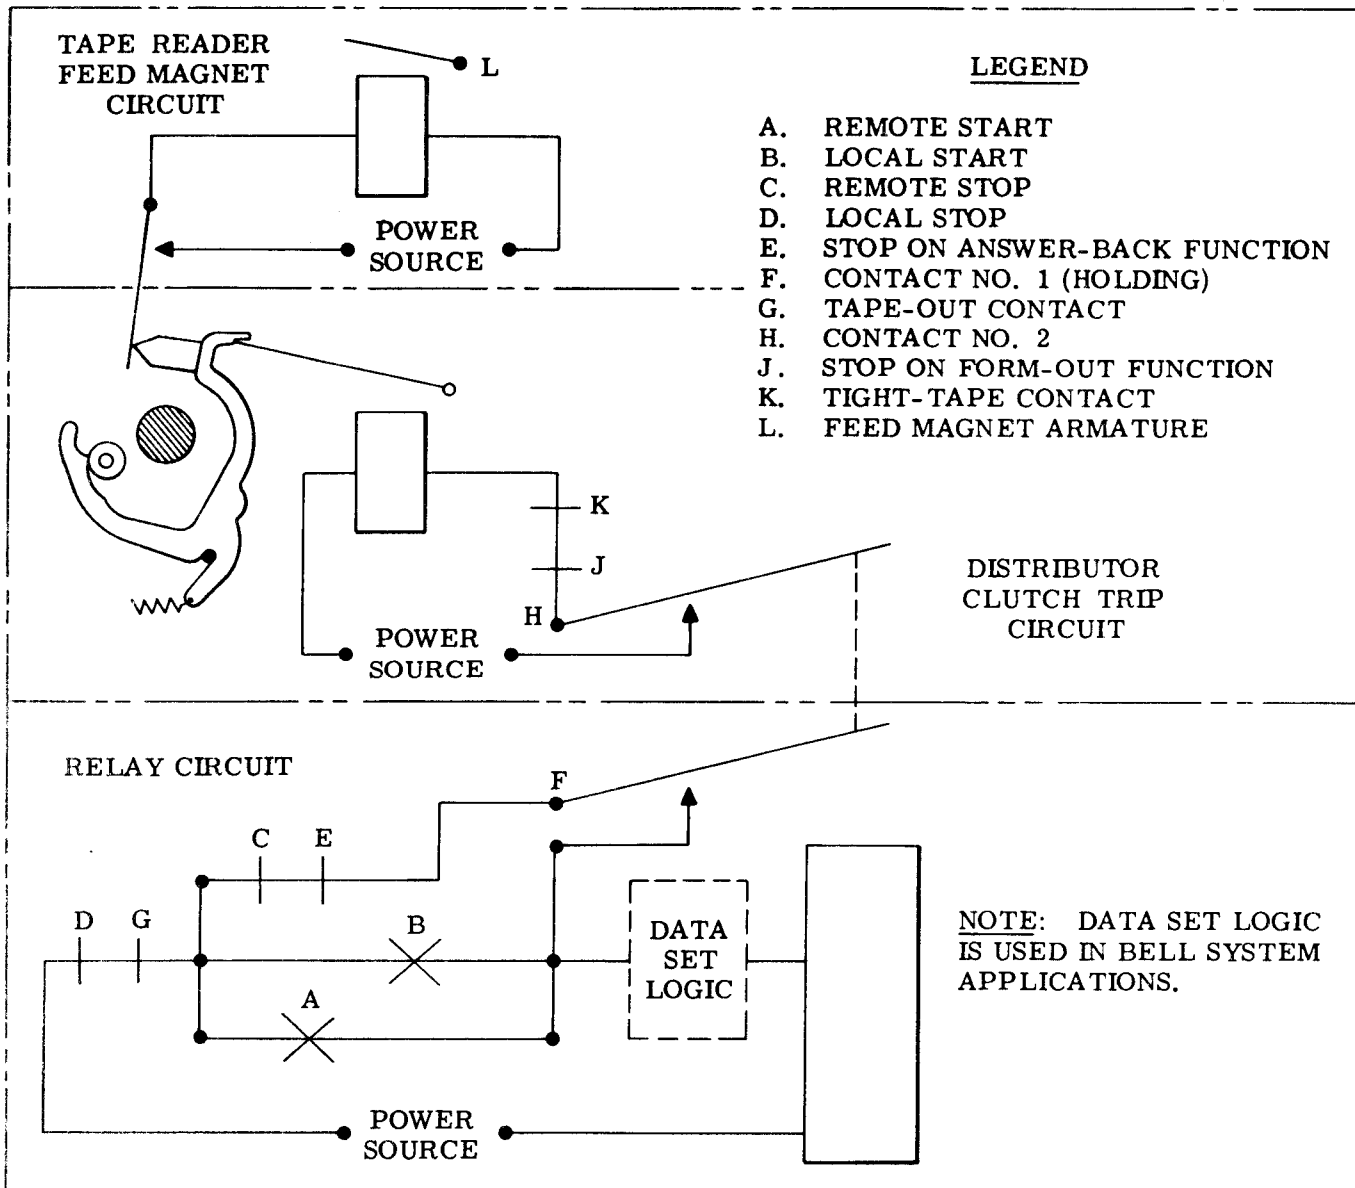 TAPE READER
FEED MAGNET
CIRCUIT
L
POWER
SOURCE
LEGEND
A. REMOTE START
B. LOCAL START
C. REMOTE STOP
D. LOCAL STOP
E. STOP ON ANSWER-BACK FUNCTION
F. CONTACT NO. 1 (HOLDING)
G. TAPE-OUT CONTACT
H. CONTACT NO. 2
J. STOP ON FORM-OUT FUNCTION
K. TIGHT-TAPE CONTACT
L. FEED MAGNET ARMATURE
K
J
H
POWER
SOURCE
DISTRIBUTOR
CLUTCH TRIP
CIRCUIT
RELAY CIRCUIT
F
C E
D G
B
A
DATA
SET
LOGIC
POWER
SOURCE
NOTE: DATA SET LOGIC
IS USED IN BELL SYSTEM
APPLICATIONS.